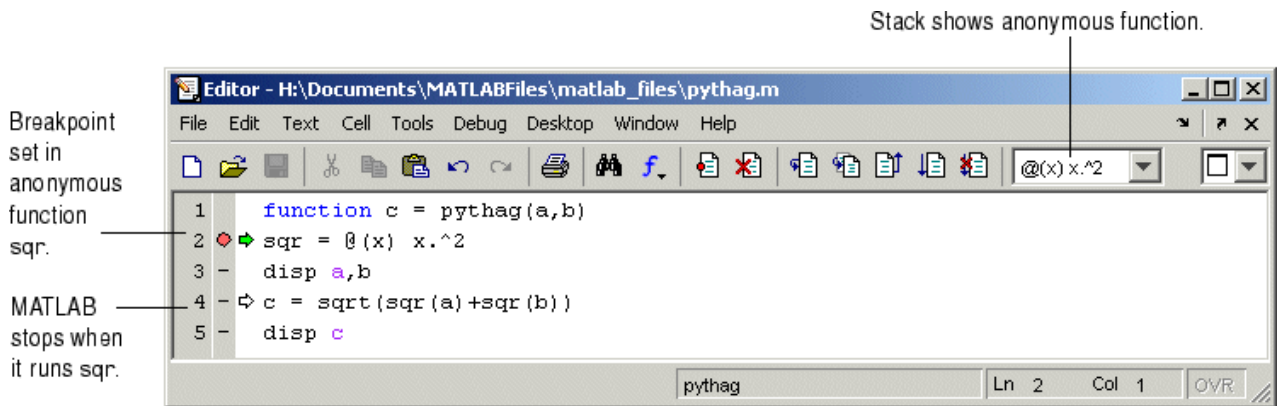 Stack shows anonymous function.
Editor - H:\Documents\MATLABFiles\matlab_files\pythag.m
File Edit Text Cell Tools Debug Desktop Window Help
@(x) x.^2
Breakpoint
set in
anonymous
function
sqr.
MATLAB
stops when
it runs sqr.
1 function c = pythag(a,b)
2 sqr = @(x) x.^2
3 - disp a,b
4 - c = sqrt(sqr(a)+sqr(b))
5 - disp c
pythag Ln 2 Col 1 OVR